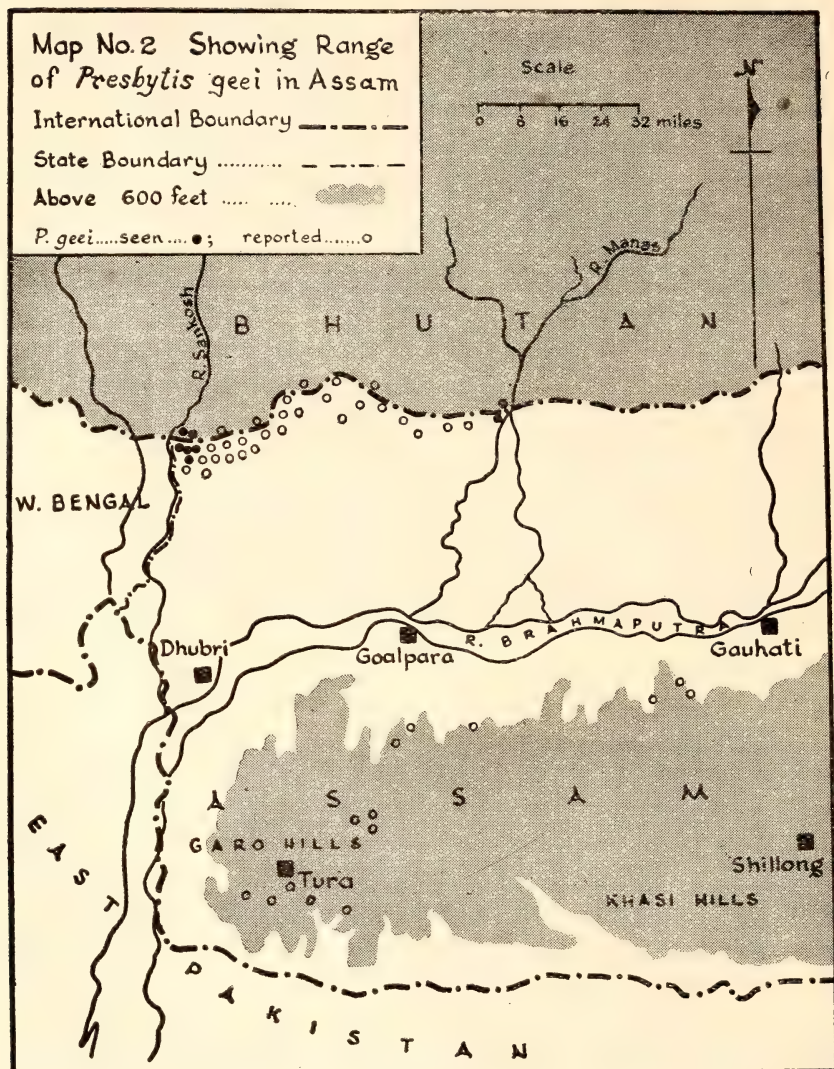 Map No. 2 Showing Range
of Presbytis geei in Assam
International Boundary
State Boundary ..........
Above 600 feet ..... .....
P. geei.....seen....●; reported.......o
Scale
0 8 16 24 32 miles
N
R. Sankosh
R. Manas
BHUTAN
W. BENGAL
Dhubri
Goalpara
R. BRAHMAPUTRA
Gauhati
ASSAM
GARO HILLS
Tura
Shillong
KHASI HILLS
EAST
PAKISTAN